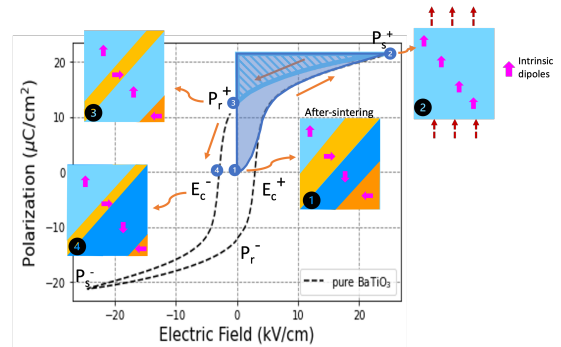 P_s^+
2
Intrinsic
dipoles
2
3
20
P_r^+
3
After-sintering
10
1
0
4
1
E_c^-
E_c^+
4
-10
P_r^-
-20
P_s^-
pure BaTiO₃
-20
-10
0
10
20
Electric Field (kV/cm)
Polarization (μC/cm²)